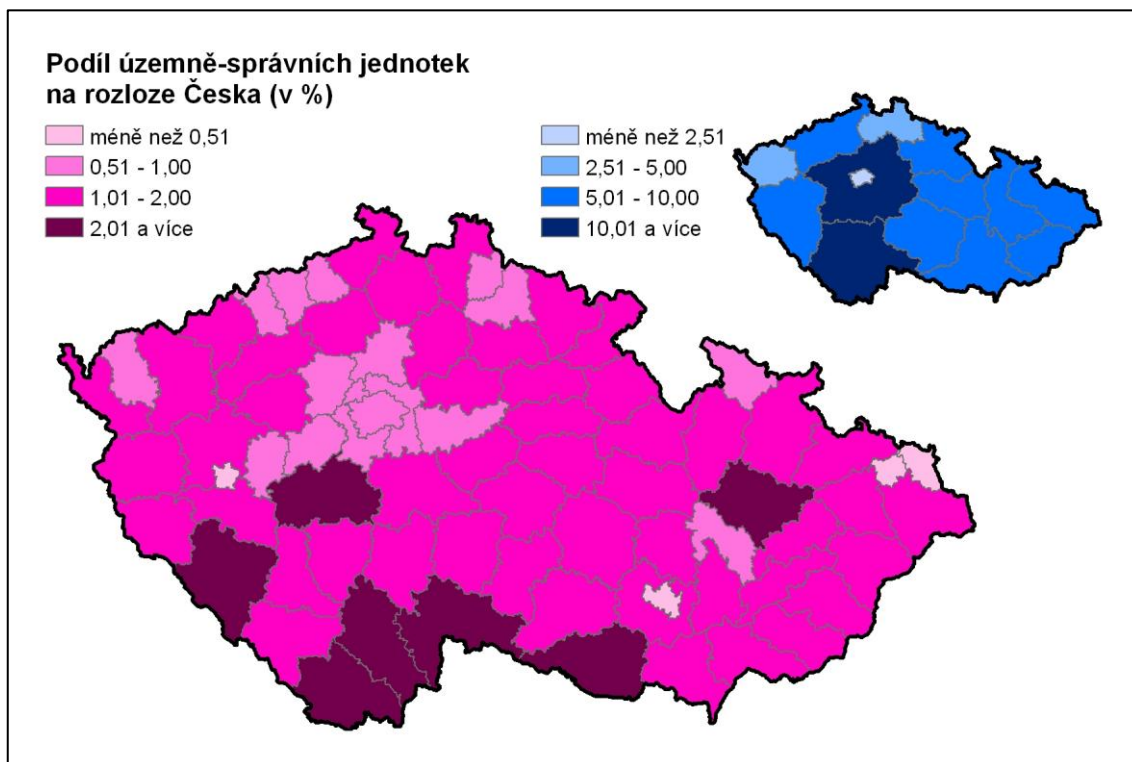 Podíl územně-správních jednotek
na rozloze Česka (v %)
méně než 0,51
0,51 - 1,00
1,01 - 2,00
2,01 a více
méně než 2,51
2,51 - 5,00
5,01 - 10,00
10,01 a více